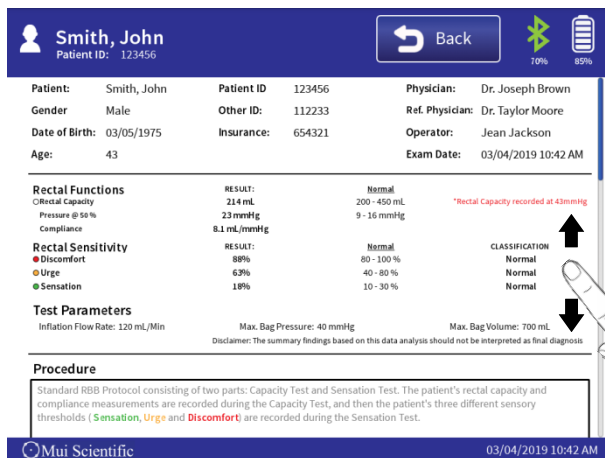 Smith, John
Patient ID: 123456
Back
70%
85%
Patient: Smith, John Patient ID 123456 Physician: Dr. Joseph Brown
Gender Male Other ID: 112233 Ref. Physician: Dr. Taylor Moore
Date of Birth: 03/05/1975 Insurance: 654321 Operator: Jean Jackson
Age: 43 Exam Date: 03/04/2019 10:42 AM
Rectal Functions RESULT: Normal
Rectal Capacity 214 mL 200 - 450 mL *Rectal Capacity recorded at 43mmHg
Pressure @ 50 % 23 mmHg 9 - 16 mmHg
Compliance 8.1 mL/mmHg
Rectal Sensitivity RESULT: Normal CLASSIFICATION
Discomfort 88% 80 - 100 % Normal
Urge 63% 40 - 80 % Normal
Sensation 18% 10 - 30 % Normal
Test Parameters
Inflation Flow Rate: 120 mL/Min Max. Bag Pressure: 40 mmHg Max. Bag Volume: 700 mL
Disclaimer: The summary findings based on this data analysis should not be interpreted as final diagnosis
Procedure
Standard RBB Protocol consisting of two parts: Capacity Test and Sensation Test. The patient's rectal capacity and
compliance measurements are recorded during the Capacity Test, and then the patient's three different sensory
thresholds ( Sensation, Urge and Discomfort) are recorded during the Sensation Test.
Mui Scientific 03/04/2019 10:42 AM